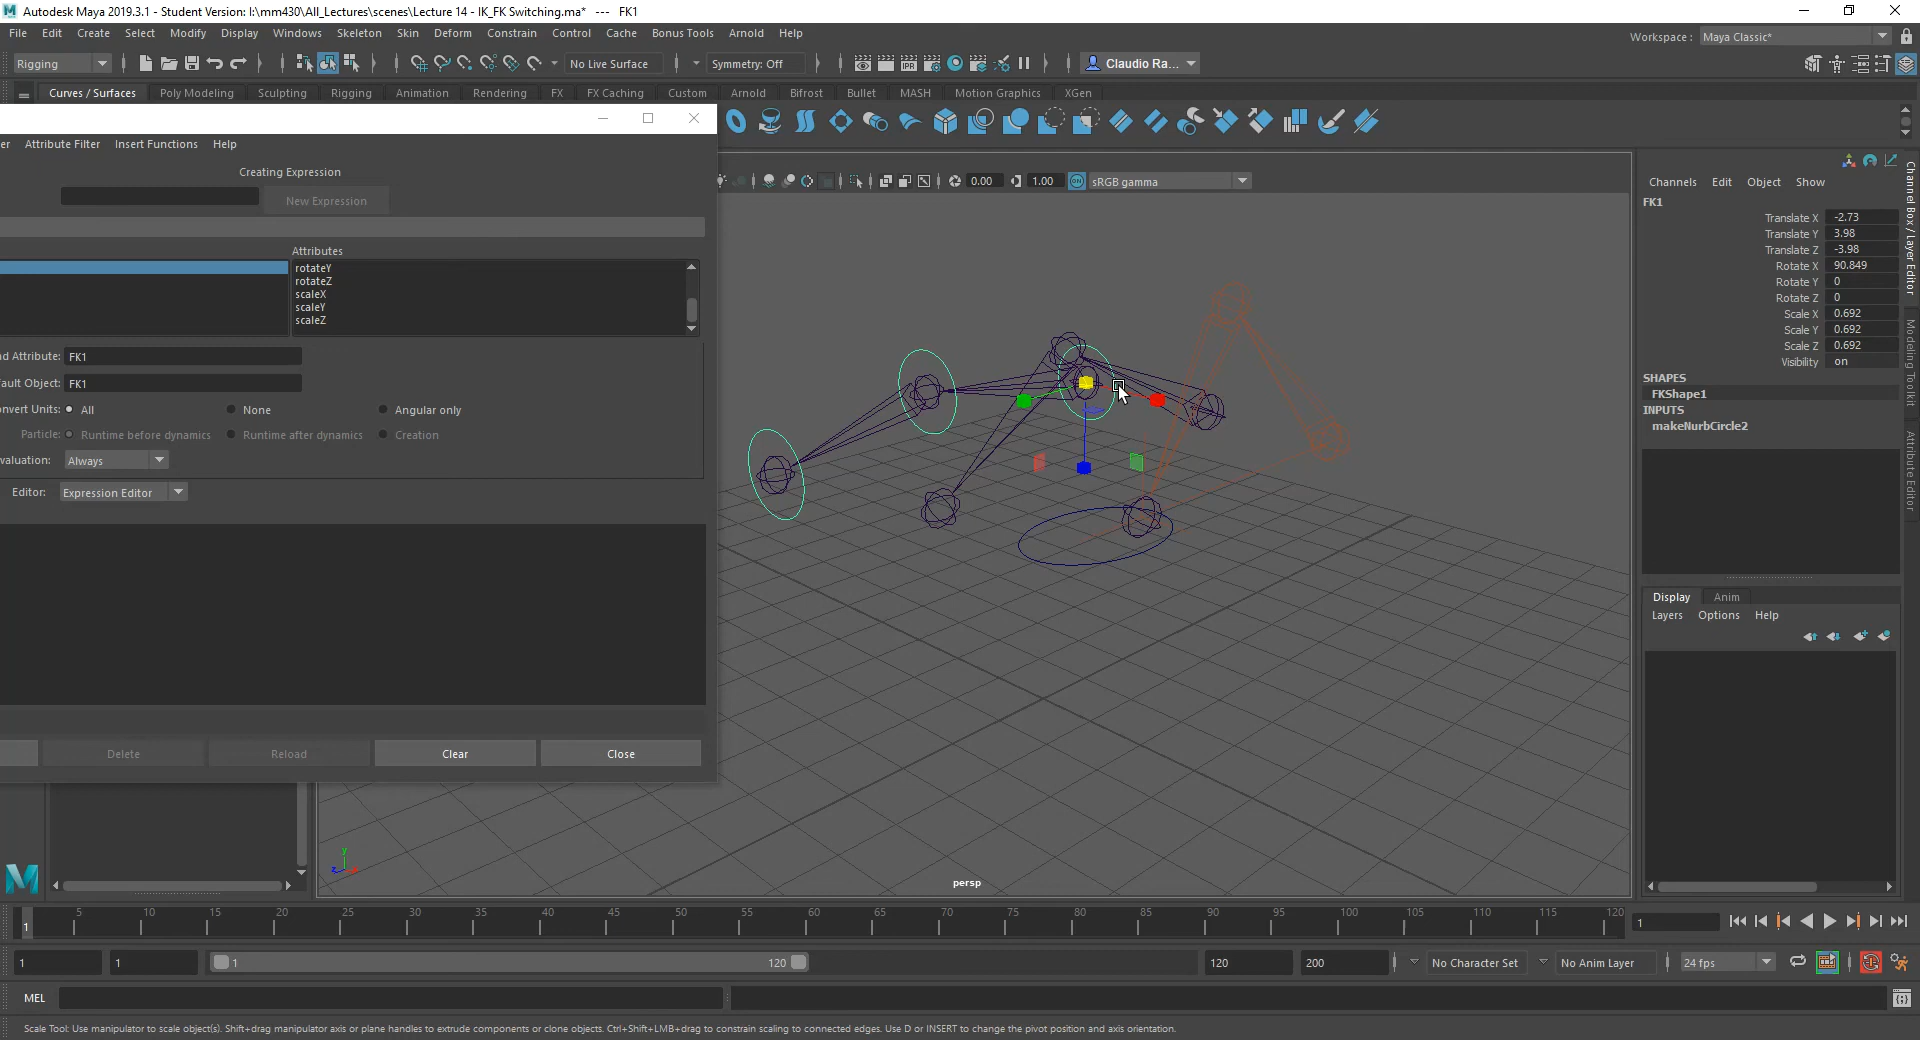 Autodesk Maya 2019.3.1 - Student Version: I:\mm430\All_Lectures\scenes\Lecture 14 - IK_FK Switching.ma* --- FK1
File Edit Create Select Modify Display Windows Skeleton Skin Deform Constrain Control Cache Bonus Tools Arnold Help
Workspace : Maya Classic*
Rigging No Live Surface Symmetry: Off Claudio Ra...
Curves / Surfaces Poly Modeling Sculpting Rigging Animation Rendering FX FX Caching Custom Arnold Bifrost Bullet MASH Motion Graphics XGen
er Attribute Filter Insert Functions Help
Creating Expression
New Expression
Attributes
rotateY
rotateZ
scaleX
scaleY
scaleZ
d Attribute: FK1
fault Object: FK1
nvert Units: All None Angular only
Particle: Runtime before dynamics Runtime after dynamics Creation
valuation: Always
Editor: Expression Editor
Delete Reload Clear Close
0.00 1.00 ON sRGB gamma
persp
y z
IPR
Channels Edit Object Show
FK1
Translate X -2.73
Translate Y 3.98
Translate Z -3.98
Rotate X 90.849
Rotate Y 0
Rotate Z 0
Scale X 0.692
Scale Y 0.692
Scale Z 0.692
Visibility on
SHAPES
FKShape1
INPUTS
makeNurbCircle2
Display Anim
Layers Options Help
Channel Box / Layer Editor
Modeling Toolkit
Attribute Editor
1 5 10 15 20 25 30 35 40 45 50 55 60 65 70 75 80 85 90 95 100 105 110 115 120 1
1 1 1 120 120 200 No Character Set No Anim Layer 24 fps
MEL
Scale Tool: Use manipulator to scale object(s). Shift+drag manipulator axis or plane handles to extrude components or clone objects. Ctrl+Shift+LMB+drag to constrain scaling to connected edges. Use D or INSERT to change the pivot position and axis orientation.